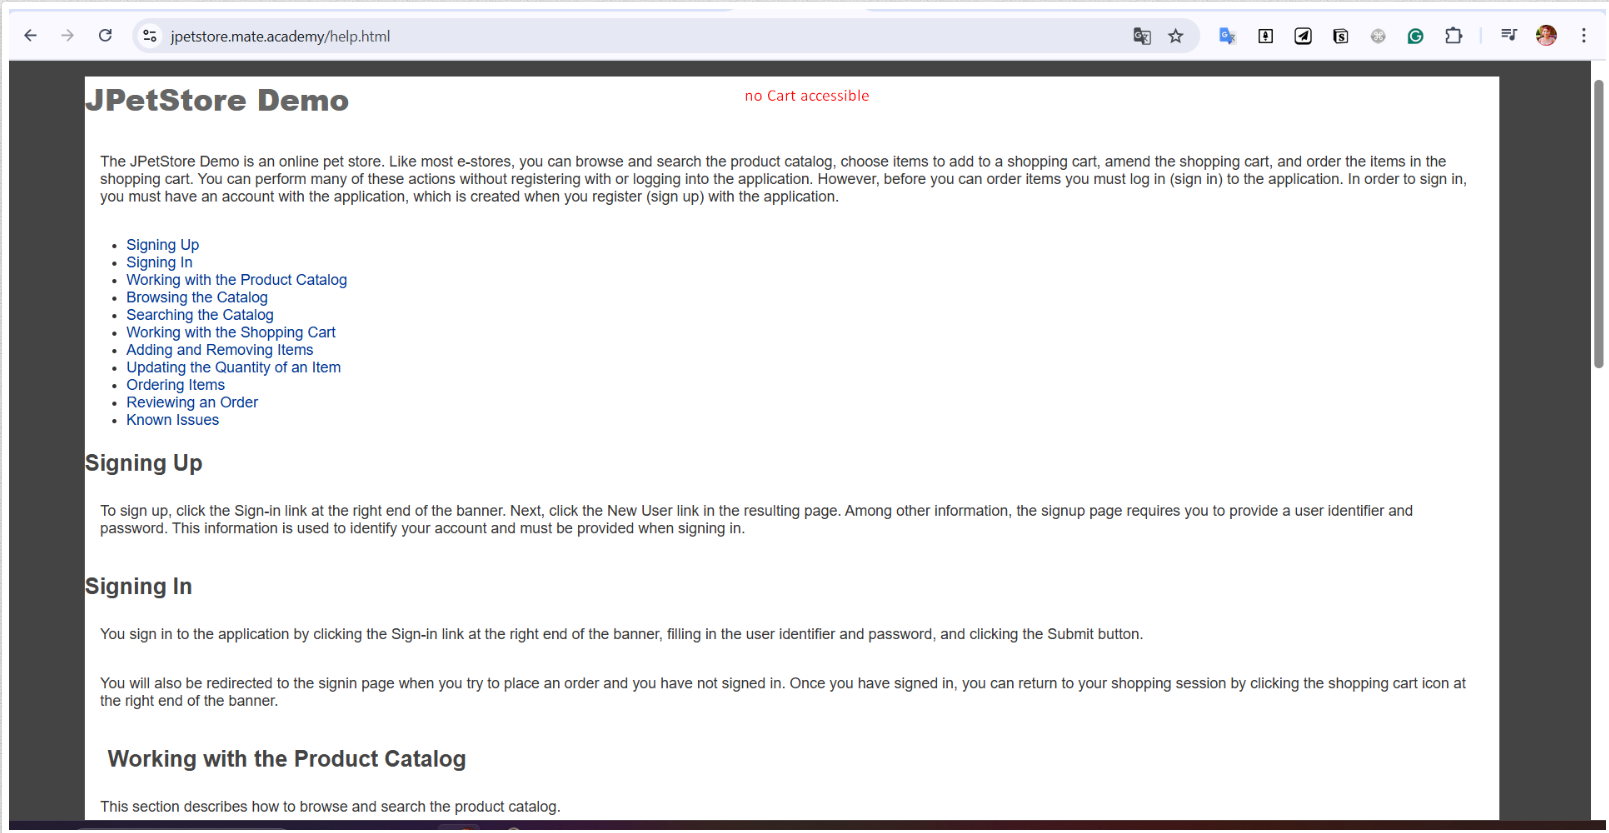 jpetstore.mate.academy/help.html
JPetStore Demo
no Cart accessible
The JPetStore Demo is an online pet store. Like most e-stores, you can browse and search the product catalog, choose items to add to a shopping cart, amend the shopping cart, and order the items in the
shopping cart. You can perform many of these actions without registering with or logging into the application. However, before you can order items you must log in (sign in) to the application. In order to sign in,
you must have an account with the application, which is created when you register (sign up) with the application.
• Signing Up
• Signing In
• Working with the Product Catalog
• Browsing the Catalog
• Searching the Catalog
• Working with the Shopping Cart
• Adding and Removing Items
• Updating the Quantity of an Item
• Ordering Items
• Reviewing an Order
• Known Issues
Signing Up
To sign up, click the Sign-in link at the right end of the banner. Next, click the New User link in the resulting page. Among other information, the signup page requires you to provide a user identifier and
password. This information is used to identify your account and must be provided when signing in.
Signing In
You sign in to the application by clicking the Sign-in link at the right end of the banner, filling in the user identifier and password, and clicking the Submit button.
You will also be redirected to the signin page when you try to place an order and you have not signed in. Once you have signed in, you can return to your shopping session by clicking the shopping cart icon at
the right end of the banner.
Working with the Product Catalog
This section describes how to browse and search the product catalog.